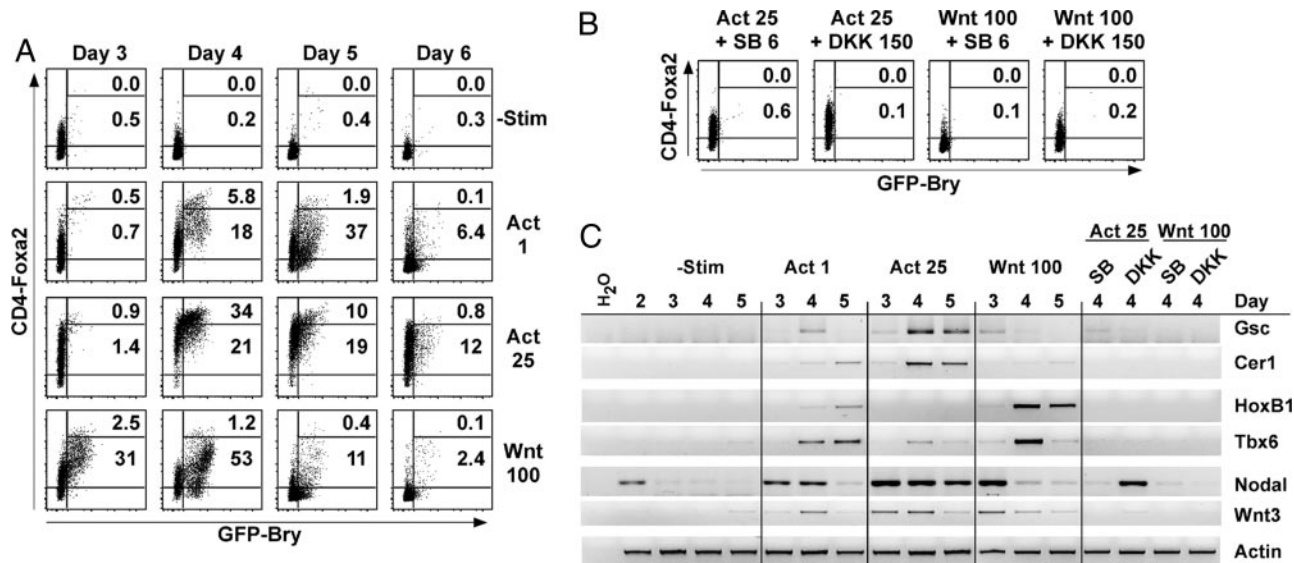 A
Day 3 Day 4 Day 5 Day 6
0.0 0.0 0.0 0.0
0.5 0.2 0.4 0.3
-Stim
0.5 5.8 1.9 0.1
0.7 18 37 6.4
Act 1
0.9 34 10 0.8
1.4 21 19 12
Act 25
2.5 1.2 0.4 0.1
31 53 11 2.4
Wnt 100
CD4-Foxa2
GFP-Bry
B
Act 25 + SB 6
Act 25 + DKK 150
Wnt 100 + SB 6
Wnt 100 + DKK 150
0.0 0.0 0.0 0.0
0.6 0.1 0.1 0.2
CD4-Foxa2
GFP-Bry
C
Act 25 Wnt 100
-Stim Act 1 Act 25 Wnt 100 SB DKK SB DKK
H2O 2 3 4 5 3 4 5 3 4 5 3 4 5 4 4 4 4 Day
Gsc
Cer1
HoxB1
Tbx6
Nodal
Wnt3
Actin